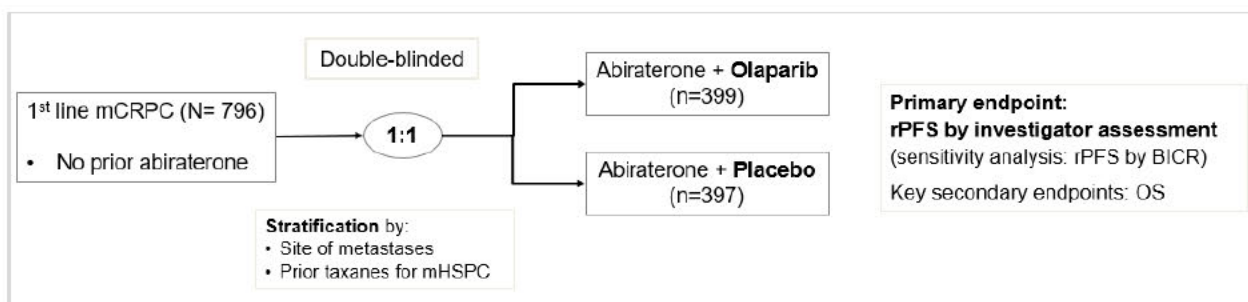 Double-blinded
1st line mCRPC (N= 796)
• No prior abiraterone
1:1
Abiraterone + Olaparib
(n=399)
Abiraterone + Placebo
(n=397)
Stratification by:
• Site of metastases
• Prior taxanes for mHSPC
Primary endpoint:
rPFS by investigator assessment
(sensitivity analysis: rPFS by BICR)
Key secondary endpoints: OS